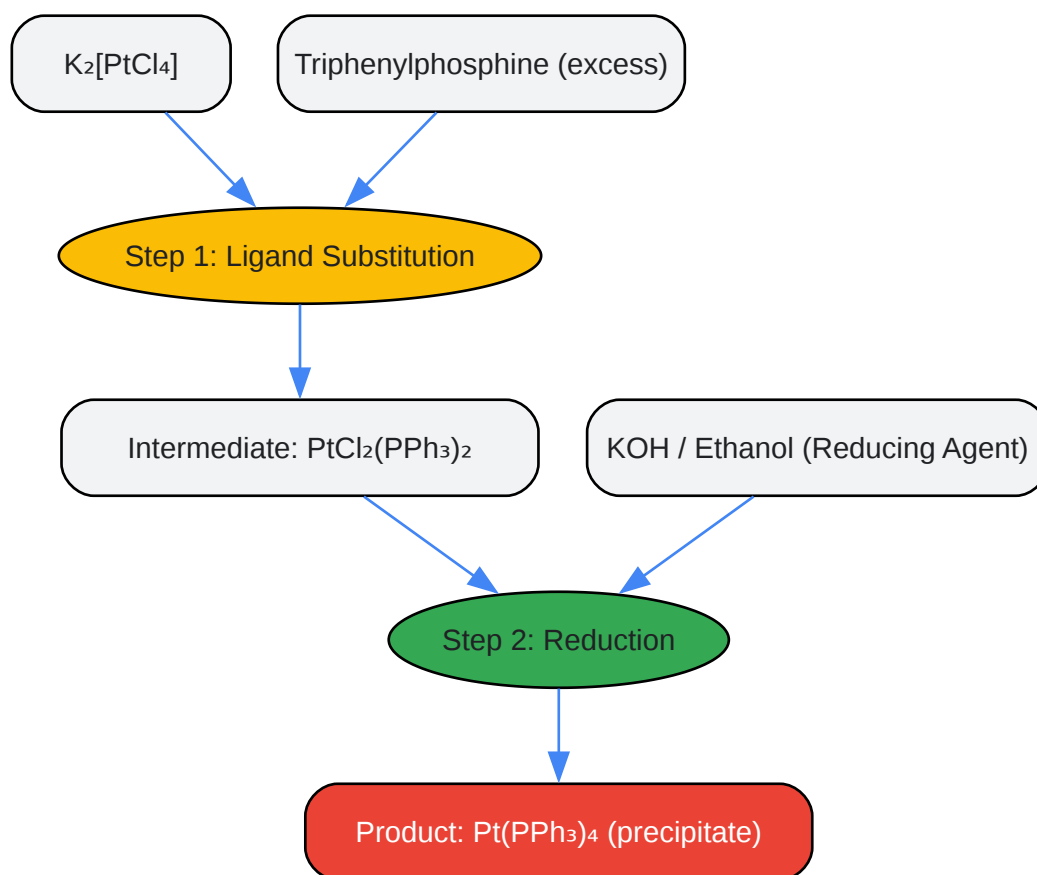 K₂[PtCl₄]
Triphenylphosphine (excess)
Step 1: Ligand Substitution
Intermediate: PtCl₂(PPh₃)₂
KOH / Ethanol (Reducing Agent)
Step 2: Reduction
Product: Pt(PPh₃)₄ (precipitate)